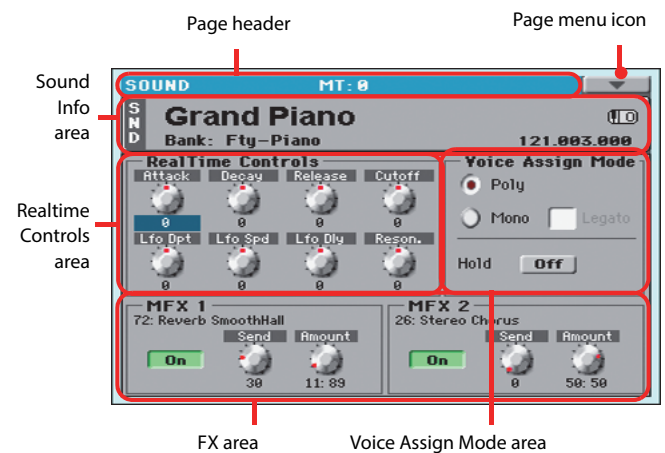 Page header
Page menu icon
Sound
Info
area
SOUND MT: 0
SND
Grand Piano
Bank: Fty-Piano 121.003.000
RealTime Controls
Attack Decay Release Cutoff
0 0 0 0
Lfo Dpt Lfo Spd Lfo Dly Reson.
0 0 0 0
Voice Assign Mode
Poly
Mono Legato
Hold Off
Realtime
Controls
area
MFX 1
72: Reverb SmoothHall
Send Amount
On
30 11: 89
MFX 2
26: Stereo Chorus
Send Amount
On
0 50: 50
FX area
Voice Assign Mode area